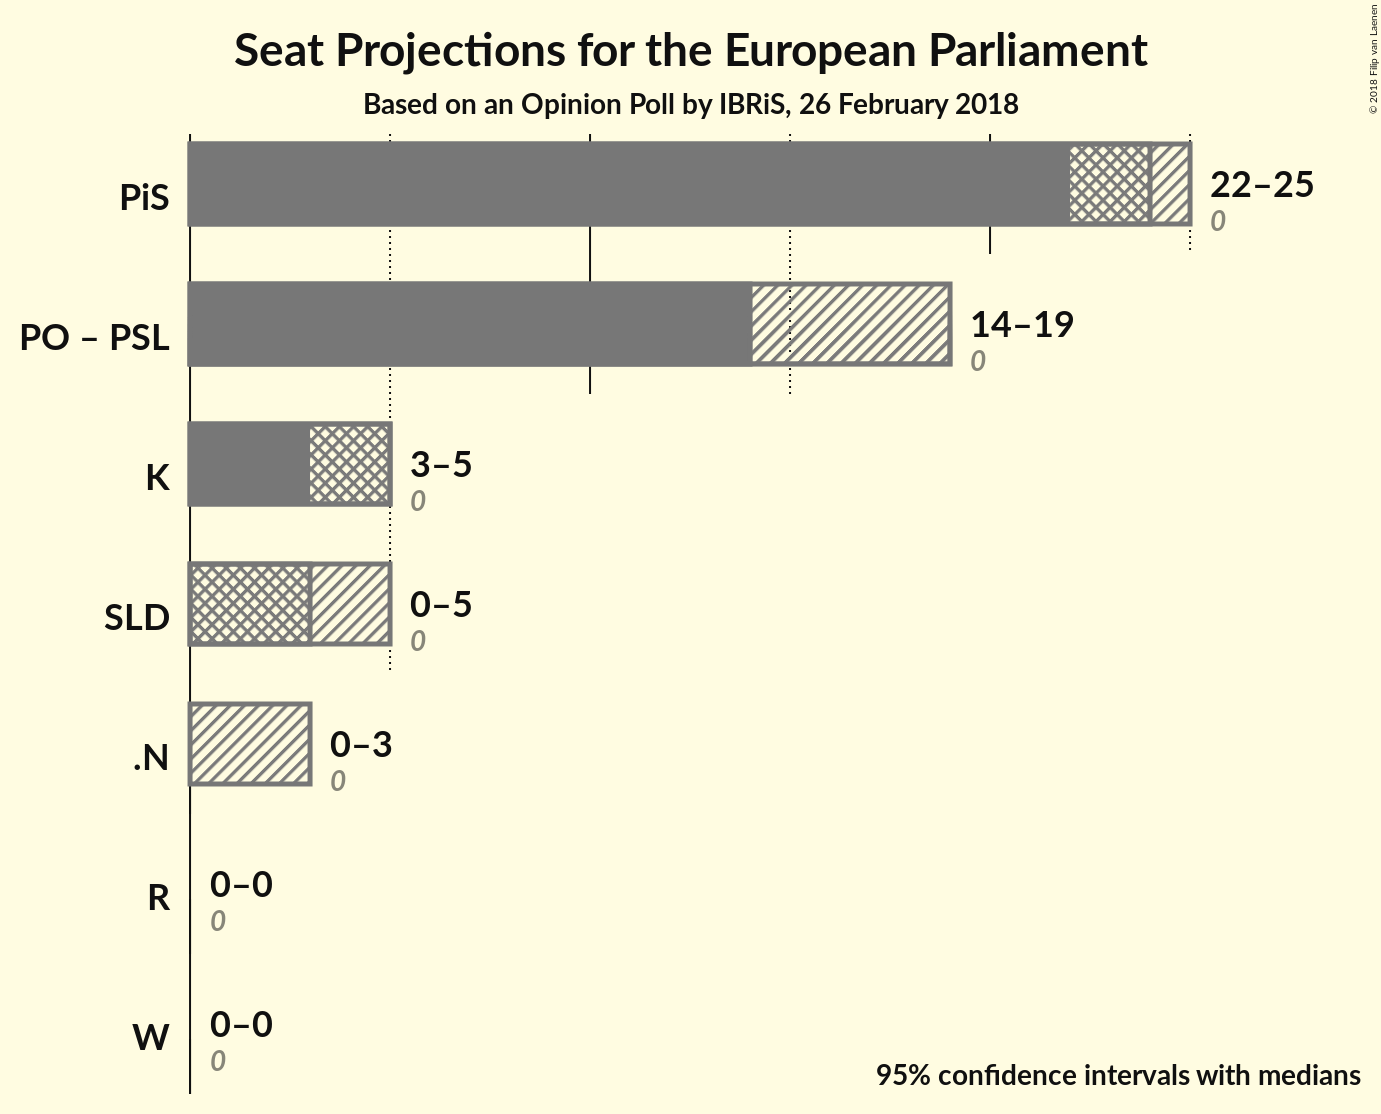 Seat Projections for the European Parliament
Based on an Opinion Poll by IBRiS, 26 February 2018
© 2018 Filip van Laenen
PiS
22–25
0
PO – PSL
14–19
0
K
3–5
0
SLD
0–5
0
.N
0–3
0
R
0–0
0
W
0–0
0
95% confidence intervals with medians